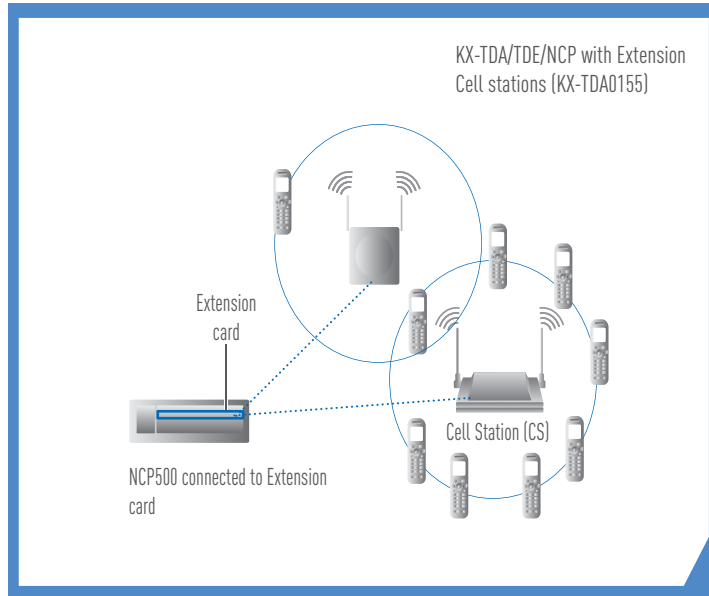 KX-TDA/TDE/NCP with Extension
Cell stations (KX-TDA0155)
Extension
card
Cell Station (CS)
NCP500 connected to Extension
card